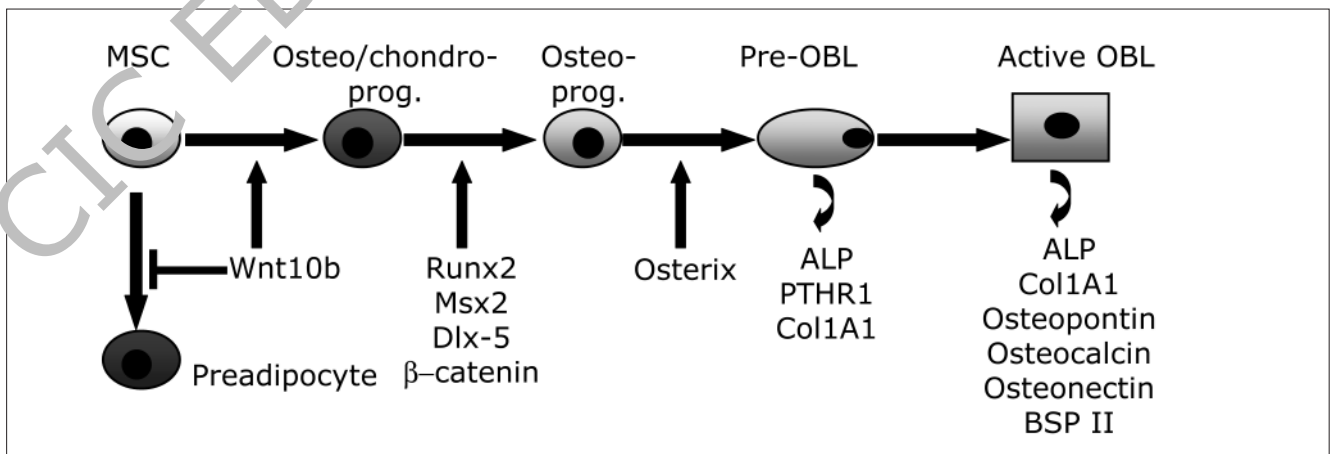 CIC E
MSC
Osteo/chondro-
prog.
Osteo-
prog.
Pre-OBL
Active OBL
Wnt10b
Runx2
Msx2
Dlx-5
β–catenin
Osterix
ALP
PTHR1
Col1A1
ALP
Col1A1
Osteopontin
Osteocalcin
Osteonectin
BSP II
Preadipocyte